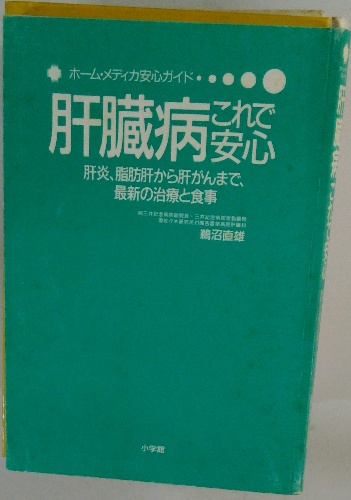 ホーム・メディカ安心ガイド
肝臓病これで安心
肝炎、脂肪肝から肝がんまで、
最新の治療と食事
鵜沼直雄
小学館